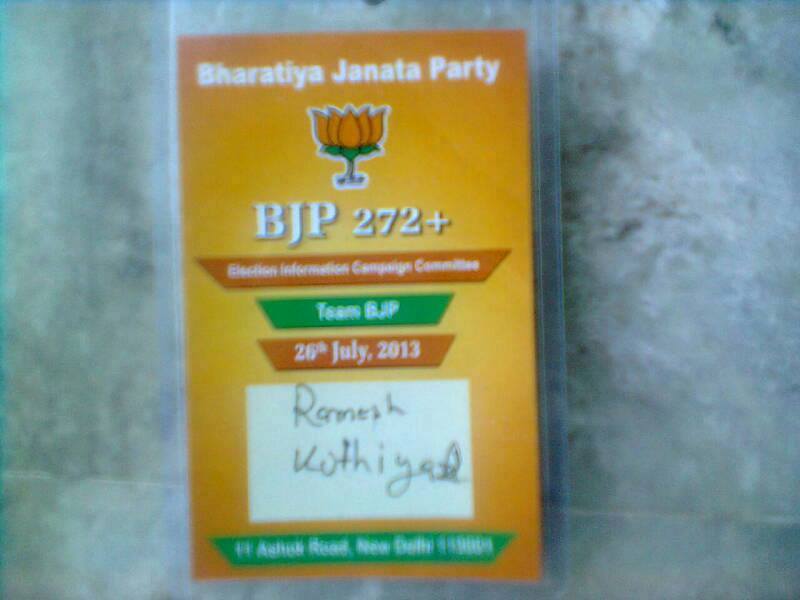 Bharatiya Janata Party
BJP 272+
Election Information Campaign Committee
Team BJP
26th July, 2013
Ramesh
11 Ashok Road, New Delhi 110001